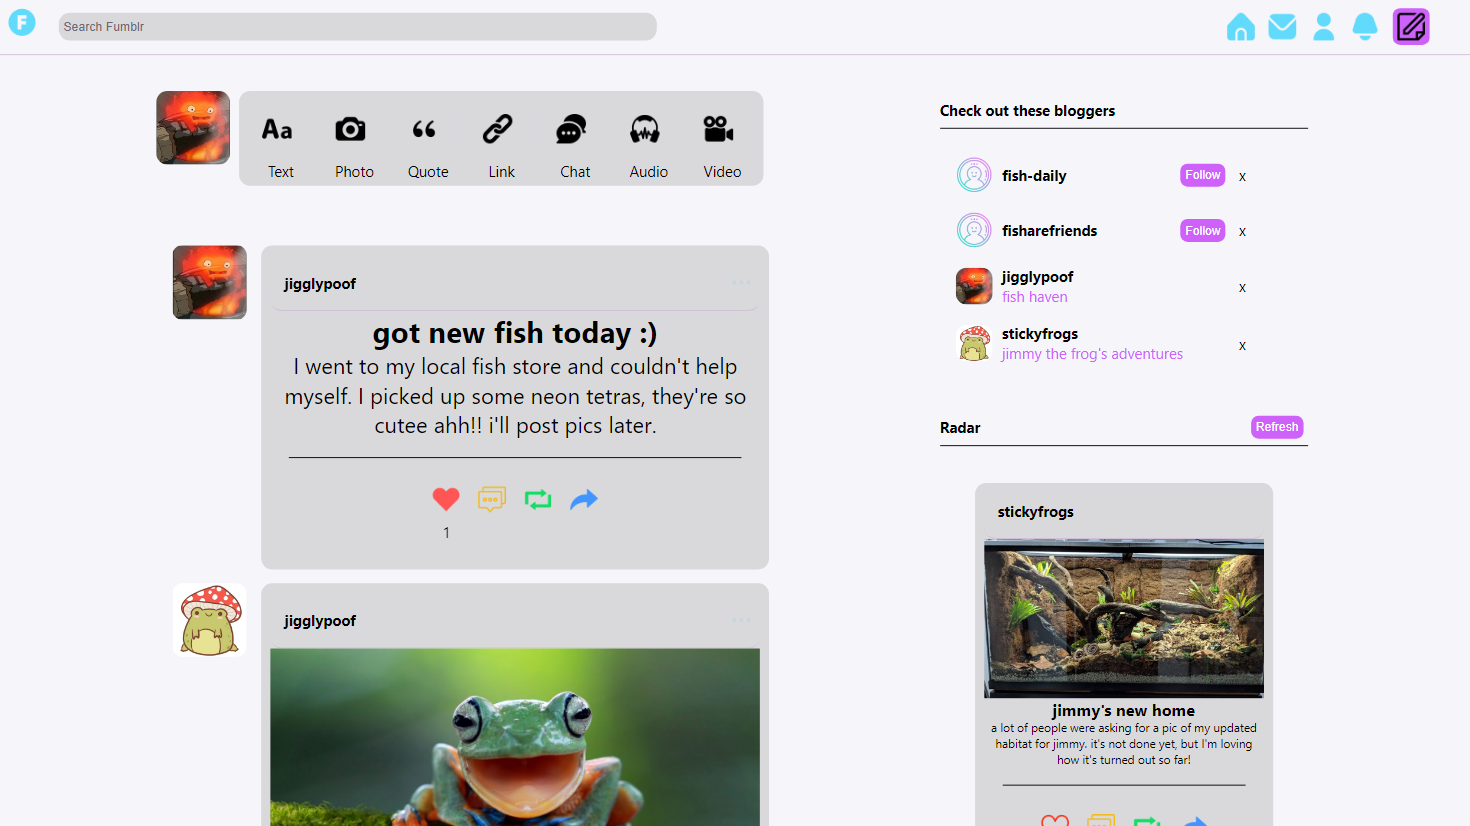 F
Search Fumblr
Aa
Text
Photo
Quote
Link
Chat
Audio
Video
jigglypoof
got new fish today :)
I went to my local fish store and couldn't help
myself. I picked up some neon tetras, they're so
cutee ahh!! i'll post pics later.
1
jigglypoof
Check out these bloggers
fish-daily
Follow
x
fisharefriends
Follow
x
jigglypoof
fish haven
x
stickyfrogs
jimmy the frog's adventures
x
Radar
Refresh
stickyfrogs
jimmy's new home
a lot of people were asking for a pic of my updated
habitat for jimmy. it's not done yet, but I'm loving
how it's turned out so far!